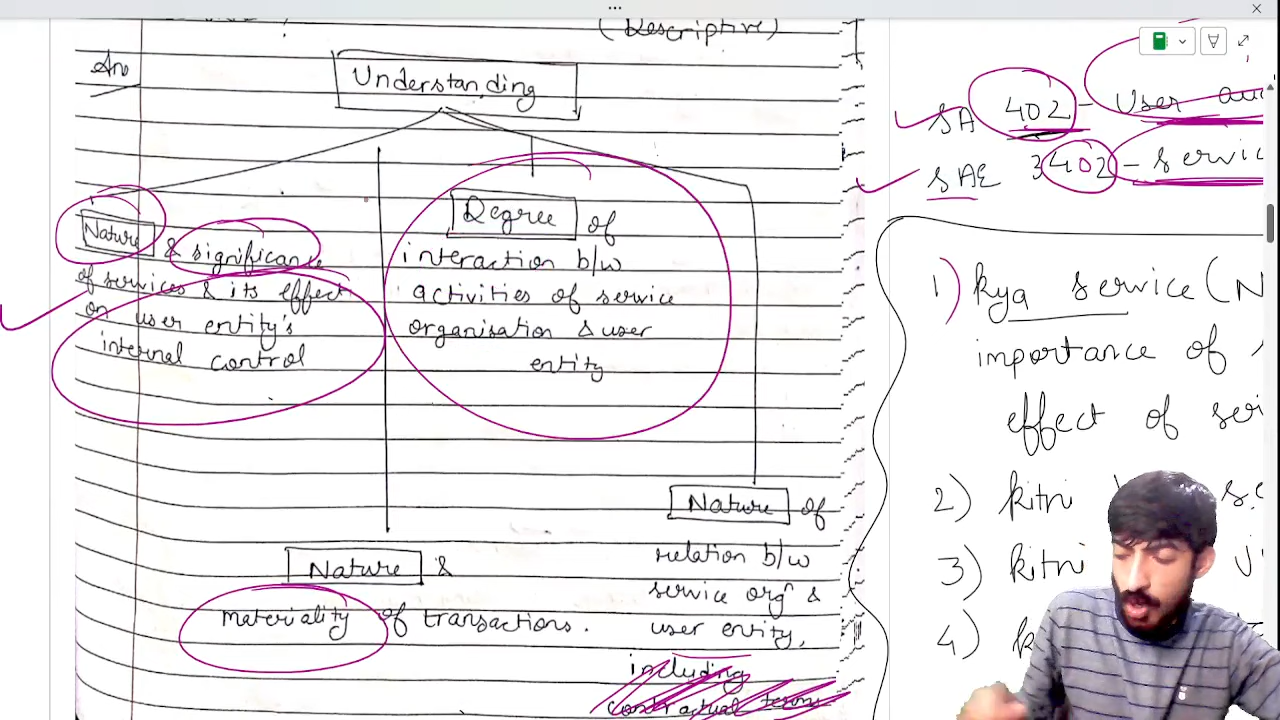 (Descriptive)
Ans
Understanding
Nature & significance
of services & its effect
on user entity's
internal control
Degree of
interaction b/w
activities of service
organisation & user
entity
Nature &
materiality of transactions.
Nature of
relation b/w
service orgn &
user entity,
including
contractual terms
SA 402 - User au
SAE 3402 - servic
1) kya service (N
importance of
effect of ser
2) kitni
3) kitni
4)